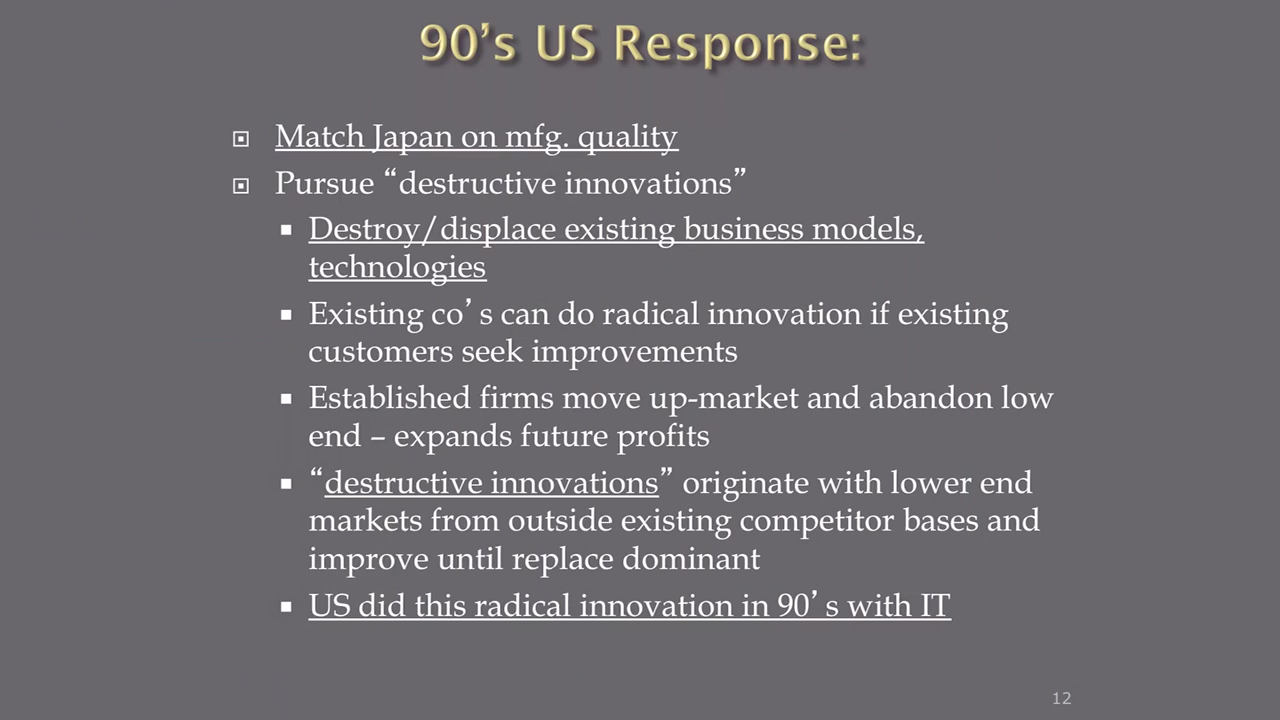 90’s US Response:
Match Japan on mfg. quality
Pursue “destructive innovations”
Destroy/displace existing business models,
technologies
Existing co’s can do radical innovation if existing
customers seek improvements
Established firms move up-market and abandon low
end – expands future profits
“destructive innovations” originate with lower end
markets from outside existing competitor bases and
improve until replace dominant
US did this radical innovation in 90’s with IT
12